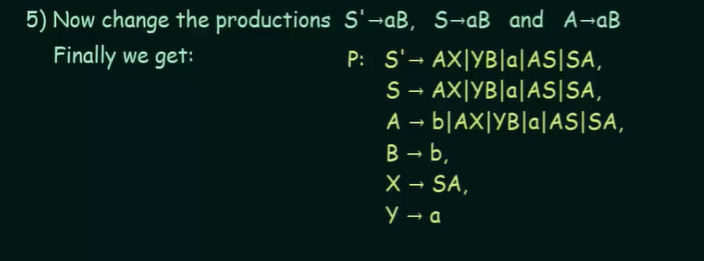 5) Now change the productions S'→aB, S→aB and A→aB
Finally we get: P: S'→ AX|YB|a|AS|SA,
S → AX|YB|a|AS|SA,
A → b|AX|YB|a|AS|SA,
B → b,
X → SA,
Y → a